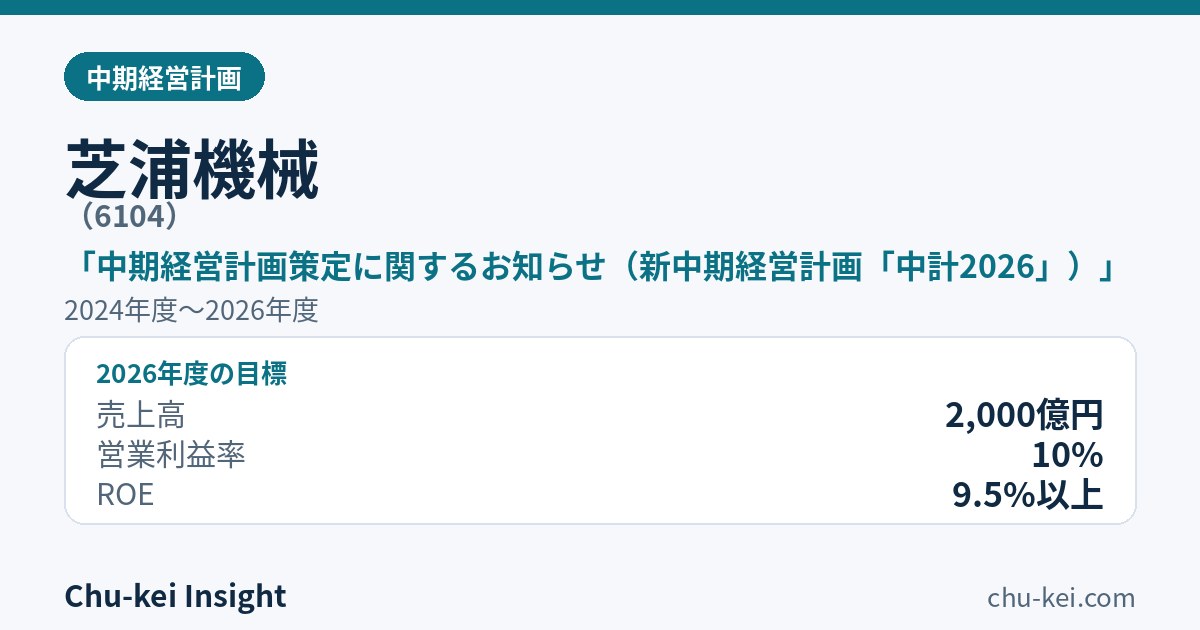 中期経営計画
芝浦機械
（6104）
「中期経営計画策定に関するお知らせ（新中期経営計画「中計2026」）」
2024年度〜2026年度
2026年度の目標
売上高 2,000億円
営業利益率 10%
ROE 9.5%以上
Chu-kei Insight chu-kei.com